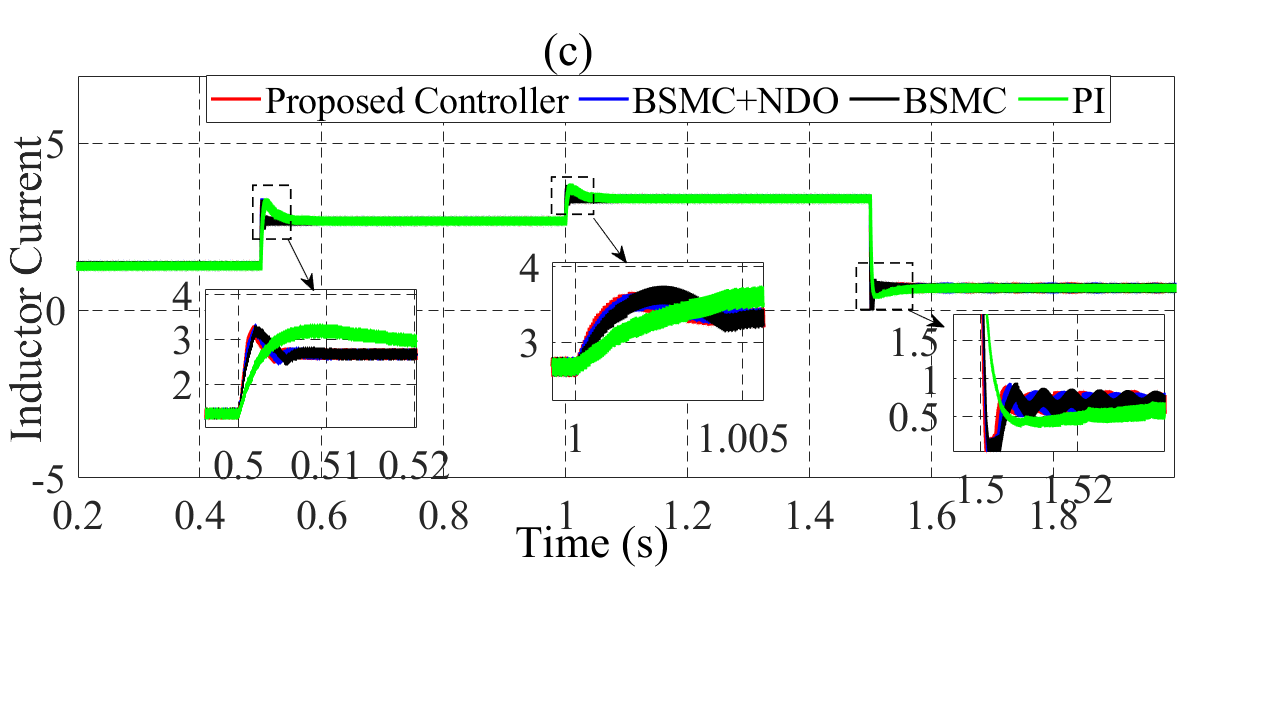 (c)
Proposed Controller BSMC+NDO BSMC PI
Inductor Current
5
0
-5
4
3
2
0.5 0.51 0.52
4
3
1 1.005
1.5
1
0.5
1.5 1.52
0.2 0.4 0.6 0.8 1 1.2 1.4 1.6 1.8
Time (s)